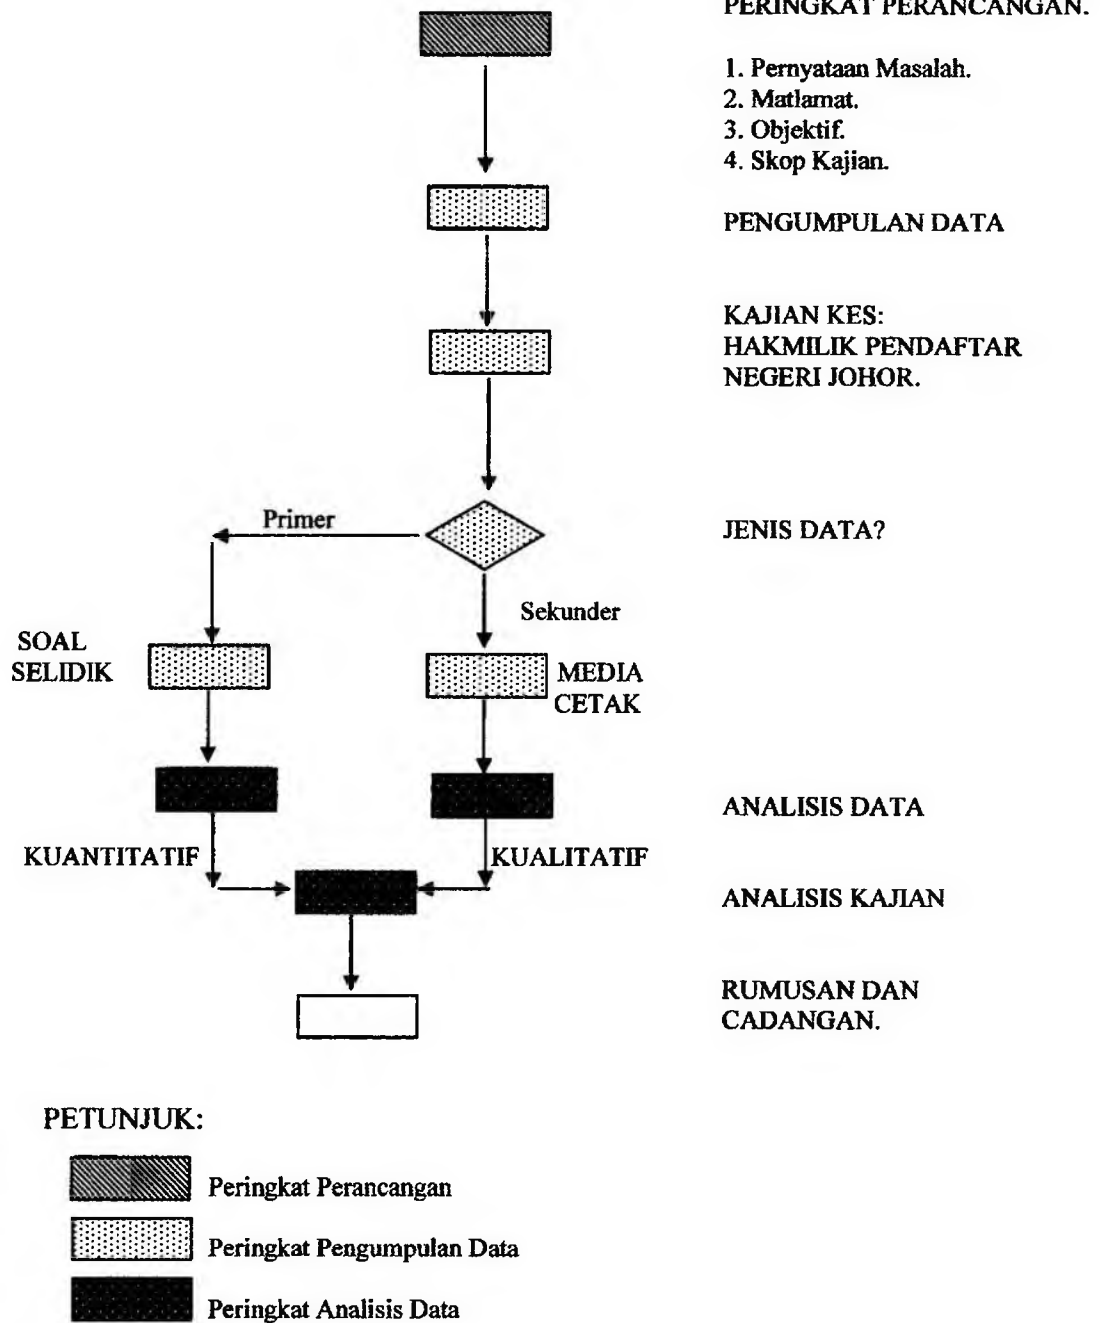 PERINGKAT PERANCANGAN.
1. Pernyataan Masalah.
2. Matlamat.
3. Objektif.
4. Skop Kajian.
PENGUMPULAN DATA
KAJIAN KES:
HAKMILIK PENDAFTAR
NEGERI JOHOR.
Primer
JENIS DATA?
Sekunder
SOAL
SELIDIK
MEDIA
CETAK
ANALISIS DATA
KUANTITATIF
KUALITATIF
ANALISIS KAJIAN
RUMUSAN DAN
CADANGAN.
PETUNJUK:
Peringkat Perancangan
Peringkat Pengumpulan Data
Peringkat Analisis Data